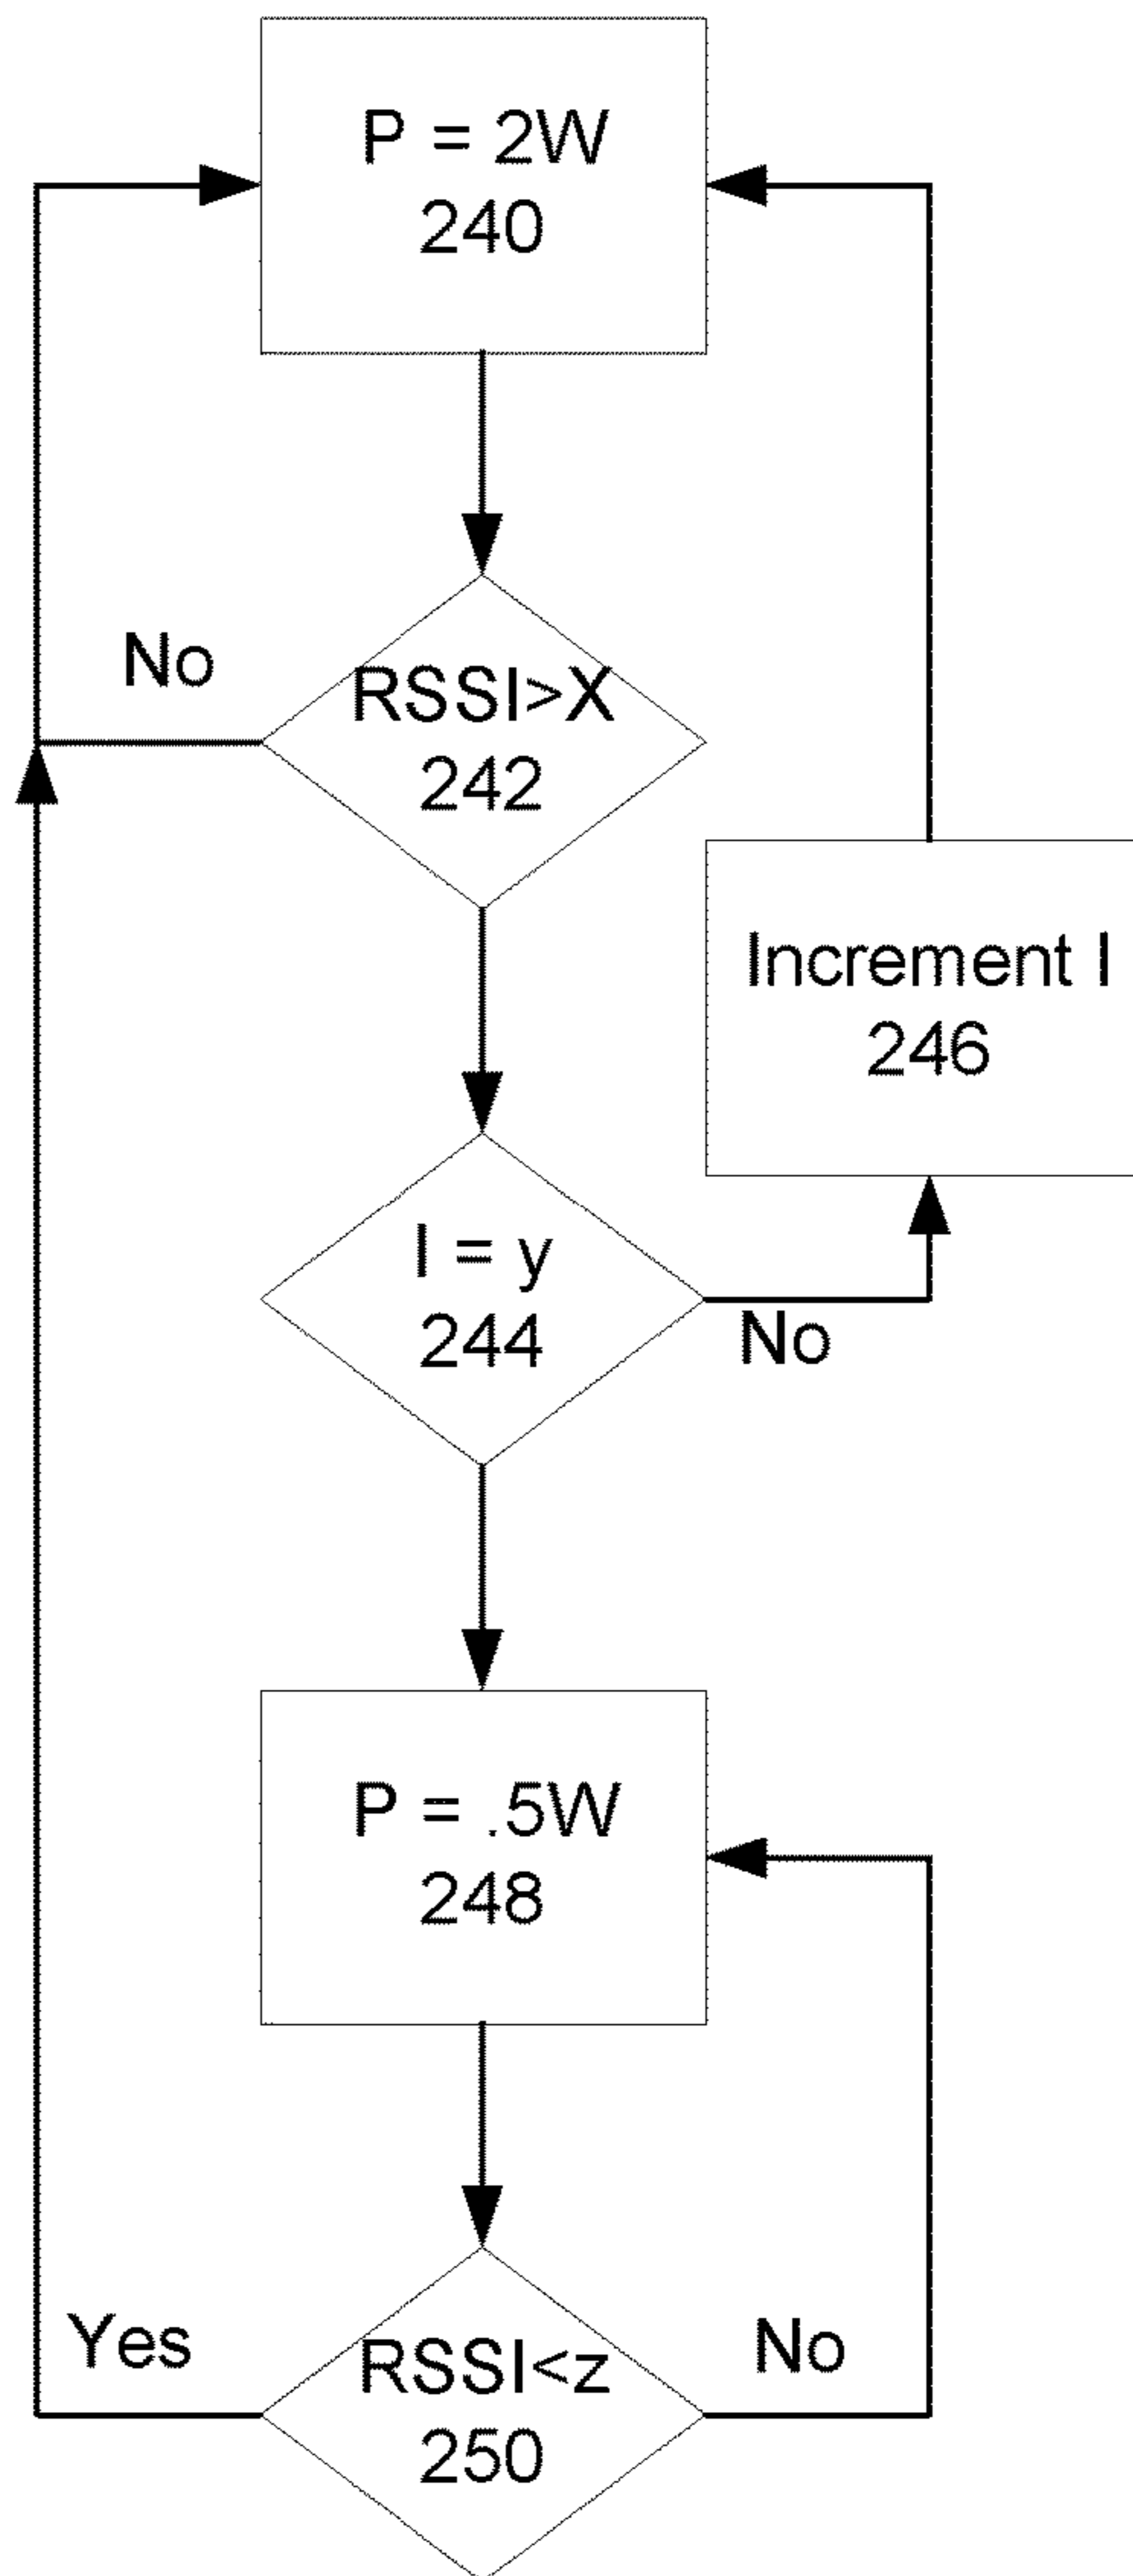 P = 2W
240
No
RSSI>X
242
Increment I
246
I = y
244
No
P = .5W
248
Yes
RSSI<z
250
No